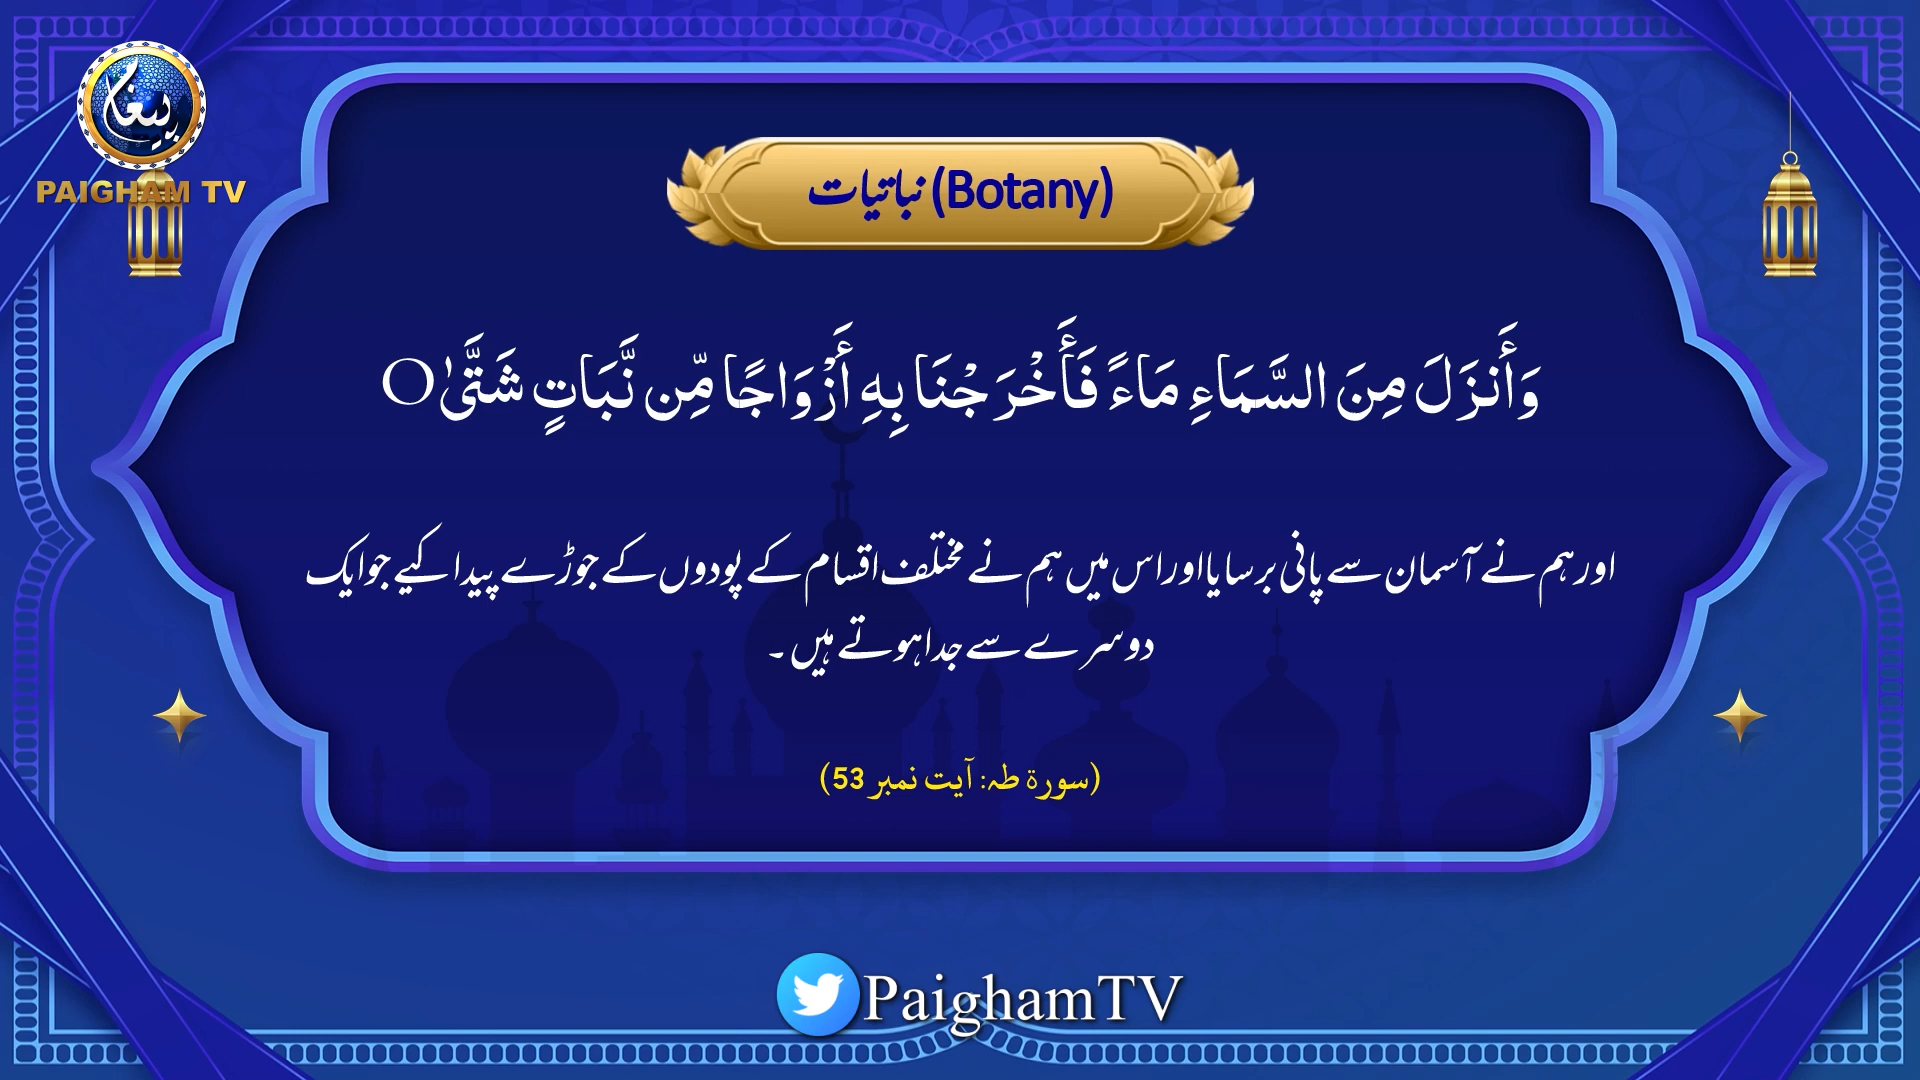 پیغام
PAIGHAM TV
نباتیات (Botany)
وَأَنزَلَ مِنَ السَّمَاءِ مَاءً فَأَخْرَجْنَا بِهِ أَزْوَاجًا مِّن نَّبَاتٍ شَتَّىٰ O
اور ہم نے آسمان سے پانی برسایا اور اس میں ہم نے مختلف اقسام کے پودوں کے جوڑے پیدا کیے جو ایک
دوسرے سے جدا ہوتے ہیں۔
(سورۃ طہ: آیت نمبر 53)
PaighamTV